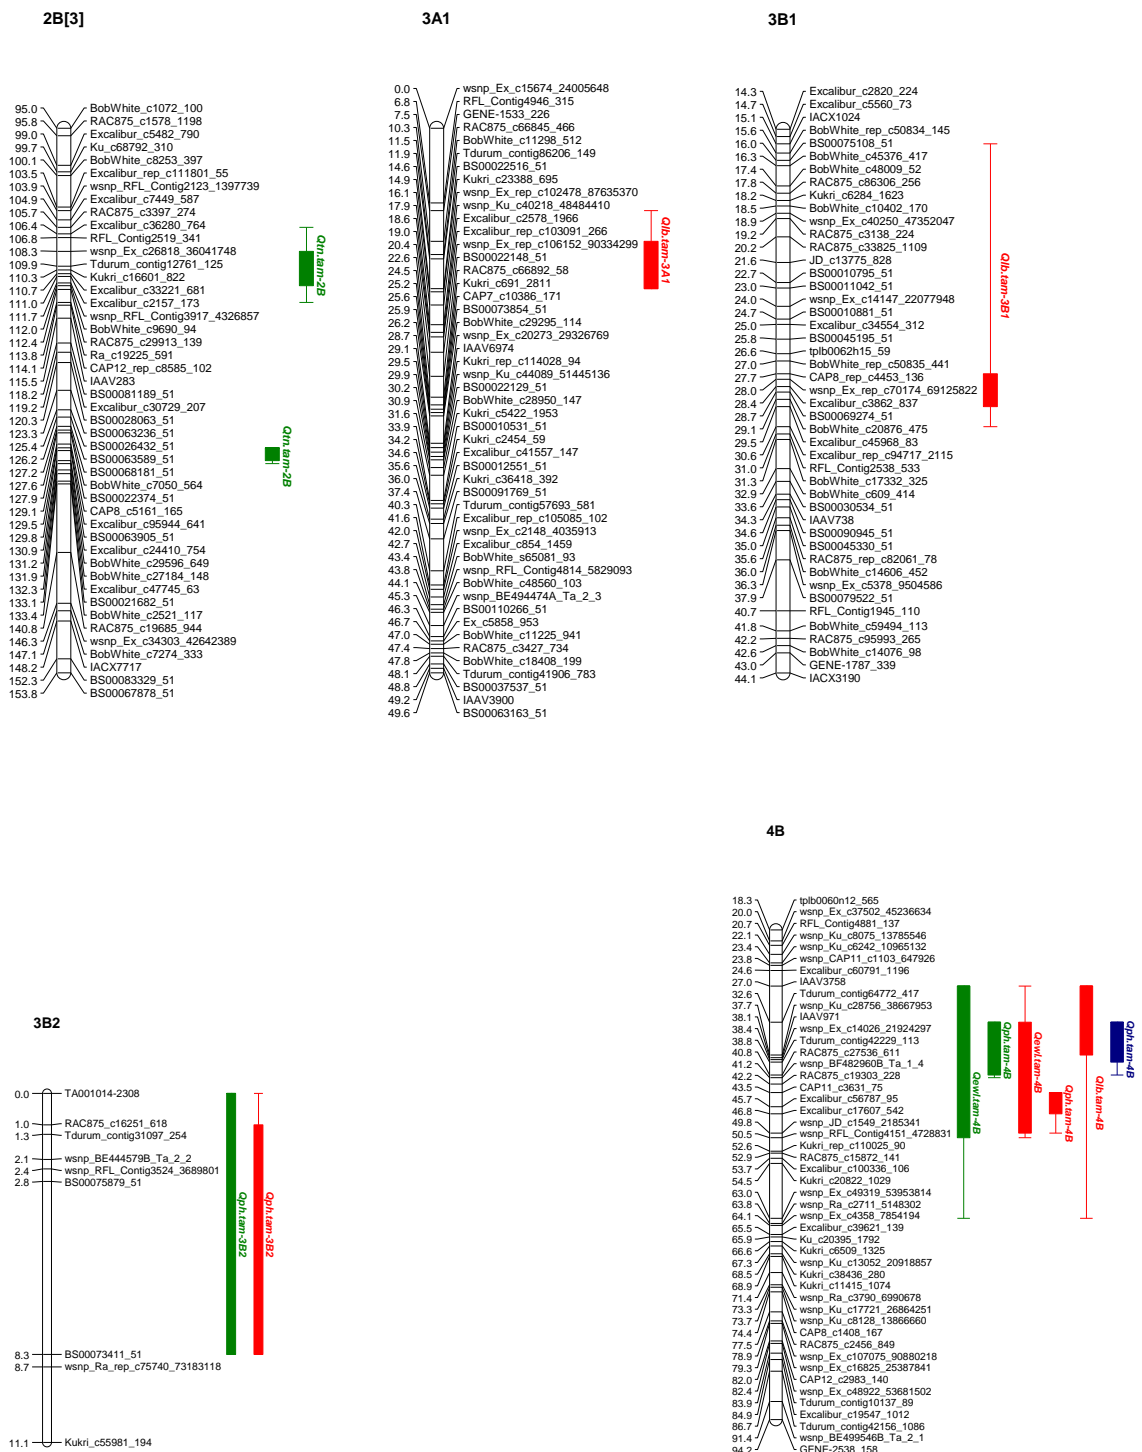 2B[3]
95.0 BobWhite_c1072_100
95.8 RAC875_c1578_1198
99.0 Excalibur_c5482_790
99.7 Ku_c68792_310
100.1 BobWhite_c8253_397
103.5 Excalibur_rep_c111801_55
103.9 wsnp_RFL_Contig2123_1397739
104.9 Excalibur_c7449_587
105.7 RAC875_c3397_274
106.4 Excalibur_c36280_764
106.8 RFL_Contig2519_341
108.3 wsnp_Ex_c26818_36041748
109.9 Tdurum_contig12761_125
110.3 Kukri_c16601_822
110.7 Excalibur_c33221_681
111.0 Excalibur_c2157_173
111.7 wsnp_RFL_Contig3917_4326857
112.0 BobWhite_c9690_94
112.4 RAC875_c29913_139
113.8 Ra_c19225_591
114.1 CAP12_rep_c8585_102
115.5 IAAV283
118.2 BS00081189_51
119.2 Excalibur_c30729_207
120.3 BS00028063_51
123.3 BS00063236_51
125.4 BS00026432_51
126.2 BS00063589_51
127.2 BS00068181_51
127.6 BobWhite_c7050_564
127.9 BS00022374_51
129.1 CAP8_c5161_165
129.5 Excalibur_c95944_641
129.8 BS00063905_51
130.9 Excalibur_c24410_754
131.2 BobWhite_c29596_649
131.9 BobWhite_c27184_148
132.3 Excalibur_c47745_63
133.1 BS00021682_51
133.4 BobWhite_c2521_117
140.8 RAC875_c19685_944
146.3 wsnp_Ex_c34303_42642389
147.1 BobWhite_c7274_333
148.2 IACX7717
152.3 BS00083329_51
153.8 BS00067878_51
Qtn.tam-2B
Qtn.tam-2B
3A1
0.0 wsnp_Ex_c15674_24005648
6.8 RFL_Contig4946_315
7.5 GENE-1533_226
10.3 RAC875_c66845_466
11.5 BobWhite_c11298_512
11.9 Tdurum_contig86206_149
14.6 BS00022516_51
14.9 Kukri_c23388_695
16.1 wsnp_Ex_rep_c102478_87635370
17.9 wsnp_Ku_c40218_48484410
18.6 Excalibur_c2578_1966
19.0 Excalibur_rep_c103091_266
20.4 wsnp_Ex_rep_c106152_90334299
22.6 BS00022148_51
24.5 RAC875_c66892_58
25.2 Kukri_c691_2811
25.6 CAP7_c10386_171
25.9 BS00073854_51
26.2 BobWhite_c29295_114
28.7 wsnp_Ex_c20273_29326769
29.1 IAAV6974
29.5 Kukri_rep_c114028_94
29.9 wsnp_Ku_c44089_51445136
30.2 BS00022129_51
30.9 BobWhite_c28950_147
31.6 Kukri_c5422_1953
33.9 BS00010531_51
34.2 Kukri_c2454_59
34.6 Excalibur_c41557_147
35.6 BS00012551_51
36.0 Kukri_c36418_392
37.4 BS00091769_51
40.3 Tdurum_contig57693_581
41.6 Excalibur_rep_c105085_102
42.0 wsnp_Ex_c2148_4035913
42.7 Excalibur_c854_1459
43.4 BobWhite_s65081_93
43.8 wsnp_RFL_Contig4814_5829093
44.1 BobWhite_c48560_103
45.3 wsnp_BE494474A_Ta_2_3
46.3 BS00110266_51
46.7 Ex_c5858_953
47.0 BobWhite_c11225_941
47.4 RAC875_c3427_734
47.8 BobWhite_c18408_199
48.1 Tdurum_contig41906_783
48.8 BS00037537_51
49.2 IAAV3900
49.6 BS00063163_51
Qlb.tam-3A1
3B1
14.3 Excalibur_c2820_224
14.7 Excalibur_c5560_73
15.1 IACX1024
15.6 BobWhite_rep_c50834_145
16.0 BS00075108_51
16.3 BobWhite_c45376_417
17.4 BobWhite_c48009_52
17.8 RAC875_c86306_256
18.2 Kukri_c6284_1623
18.5 BobWhite_c10402_170
18.9 wsnp_Ex_c40250_47352047
19.2 RAC875_c3138_224
20.2 RAC875_c33825_1109
21.6 JD_c13775_828
22.7 BS00010795_51
23.0 BS00011042_51
24.0 wsnp_Ex_c14147_22077948
24.7 BS00010881_51
25.0 Excalibur_c34554_312
25.8 BS00045195_51
26.6 tplb0062h15_59
27.0 BobWhite_rep_c50835_441
27.7 CAP8_rep_c4453_136
28.0 wsnp_Ex_rep_c70174_69125822
28.4 Excalibur_c3862_837
28.7 BS00069274_51
29.1 BobWhite_c20876_475
29.5 Excalibur_c45968_83
30.6 Excalibur_rep_c94717_2115
31.0 RFL_Contig2538_533
31.3 BobWhite_c17332_325
32.9 BobWhite_c609_414
33.6 BS00030534_51
34.3 IAAV738
34.6 BS00090945_51
35.0 BS00045330_51
35.6 RAC875_rep_c82061_78
36.0 BobWhite_c14606_452
36.3 wsnp_Ex_c5378_9504586
37.9 BS00079522_51
40.7 RFL_Contig1945_110
41.8 BobWhite_c59494_113
42.2 RAC875_c95993_265
42.6 BobWhite_c14076_98
43.0 GENE-1787_339
44.1 IACX3190
Qlb.tam-3B1
3B2
0.0 TA001014-2308
1.0 RAC875_c16251_618
1.3 Tdurum_contig31097_254
2.1 wsnp_BE444579B_Ta_2_2
2.4 wsnp_RFL_Contig3524_3689801
2.8 BS00075879_51
8.3 BS00073411_51
8.7 wsnp_Ra_rep_c75740_73183118
11.1 Kukri_c55981_194
Qph.tam-3B2
Qph.tam-3B2
4B
18.3 tplb0060n12_565
20.0 wsnp_Ex_c37502_45236634
20.7 RFL_Contig4881_137
22.1 wsnp_Ku_c8075_13785546
23.4 wsnp_Ku_c6242_10965132
23.8 wsnp_CAP11_c1103_647926
24.6 Excalibur_c60791_1196
27.0 IAAV3758
32.6 Tdurum_contig64772_417
37.7 wsnp_Ku_c28756_38667953
38.1 IAAV971
38.4 wsnp_Ex_c14026_21924297
38.8 Tdurum_contig42229_113
40.8 RAC875_c27536_611
41.2 wsnp_BF482960B_Ta_1_4
42.2 RAC875_c19303_228
43.5 CAP11_c3631_75
45.7 Excalibur_c56787_95
46.8 Excalibur_c17607_542
49.8 wsnp_JD_c1549_2185341
50.5 wsnp_RFL_Contig4151_4728831
52.6 Kukri_rep_c110025_90
52.9 RAC875_c15872_141
53.7 Excalibur_c100336_106
54.5 Kukri_c20822_1029
63.0 wsnp_Ex_c49319_53953814
63.8 wsnp_Ra_c2711_5148302
64.1 wsnp_Ex_c4358_7854194
65.5 Excalibur_c39621_139
65.9 Ku_c20395_1792
66.6 Kukri_c6509_1325
67.3 wsnp_Ku_c13052_20918857
68.5 Kukri_c38436_280
68.9 Kukri_c11415_1074
71.4 wsnp_Ra_c3790_6990678
73.3 wsnp_Ku_c17721_26864251
73.7 wsnp_Ku_c8128_13866660
74.4 CAP8_c1408_167
77.5 RAC875_c2456_849
78.9 wsnp_Ex_c107075_90880218
79.3 wsnp_Ex_c16825_25387841
82.0 CAP12_c2983_140
82.4 wsnp_Ex_c48922_53681502
83.9 Tdurum_contig10137_89
84.9 Excalibur_c19547_1012
86.7 Tdurum_contig42156_1086
91.4 wsnp_BE499546B_Ta_2_1
94.2 GENE-2538_158
Qewl.tam-4B
Qph.tam-4B
Qewl.tam-4B
Qph.tam-4B
Qlb.tam-4B
Qph.tam-4B